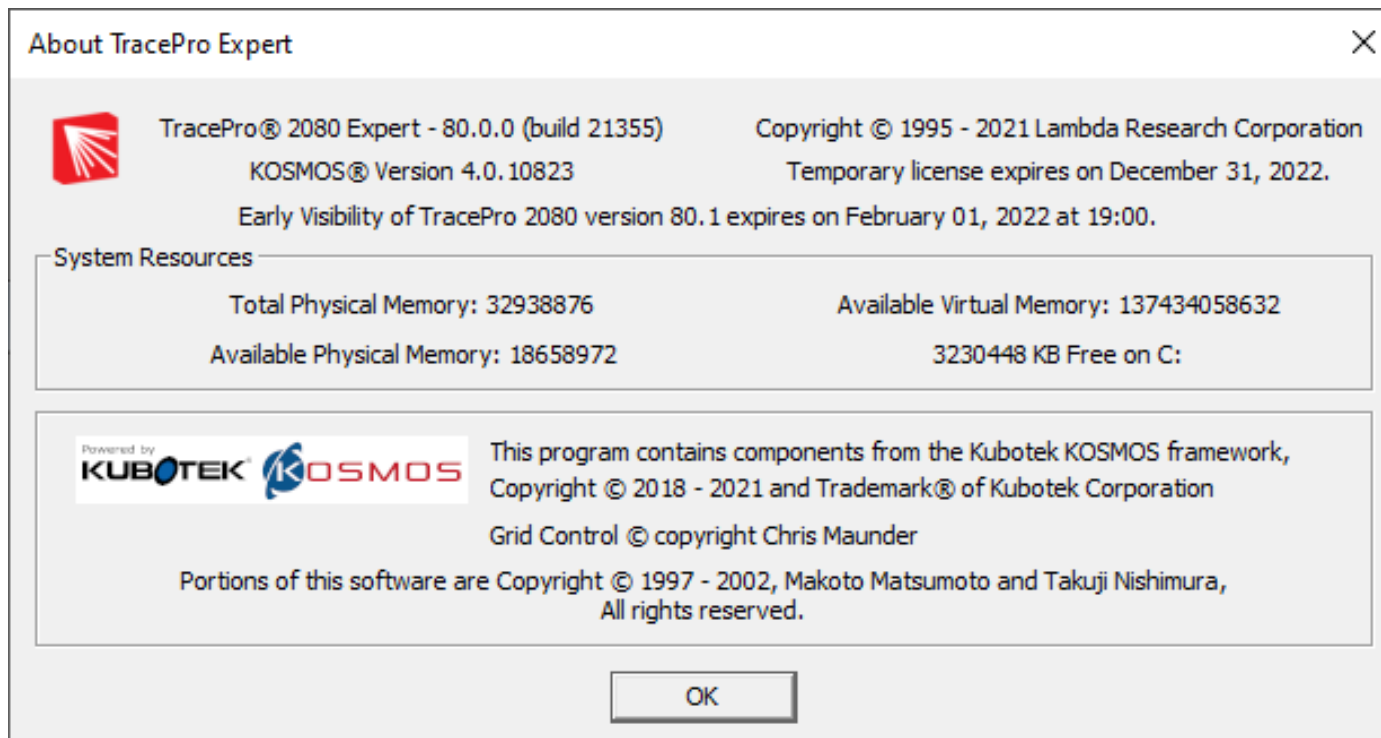 About TracePro Expert
TracePro® 2080 Expert - 80.0.0 (build 21355)
Copyright © 1995 - 2021 Lambda Research Corporation
KOSMOS® Version 4.0.10823
Temporary license expires on December 31, 2022.
Early Visibility of TracePro 2080 version 80.1 expires on February 01, 2022 at 19:00.
System Resources
Total Physical Memory: 32938876
Available Virtual Memory: 137434058632
Available Physical Memory: 18658972
3230448 KB Free on C:
Powered by
KUBOTEK® KOSMOS
This program contains components from the Kubotek KOSMOS framework,
Copyright © 2018 - 2021 and Trademark® of Kubotek Corporation
Grid Control © copyright Chris Maunder
Portions of this software are Copyright © 1997 - 2002, Makoto Matsumoto and Takuji Nishimura,
All rights reserved.
OK